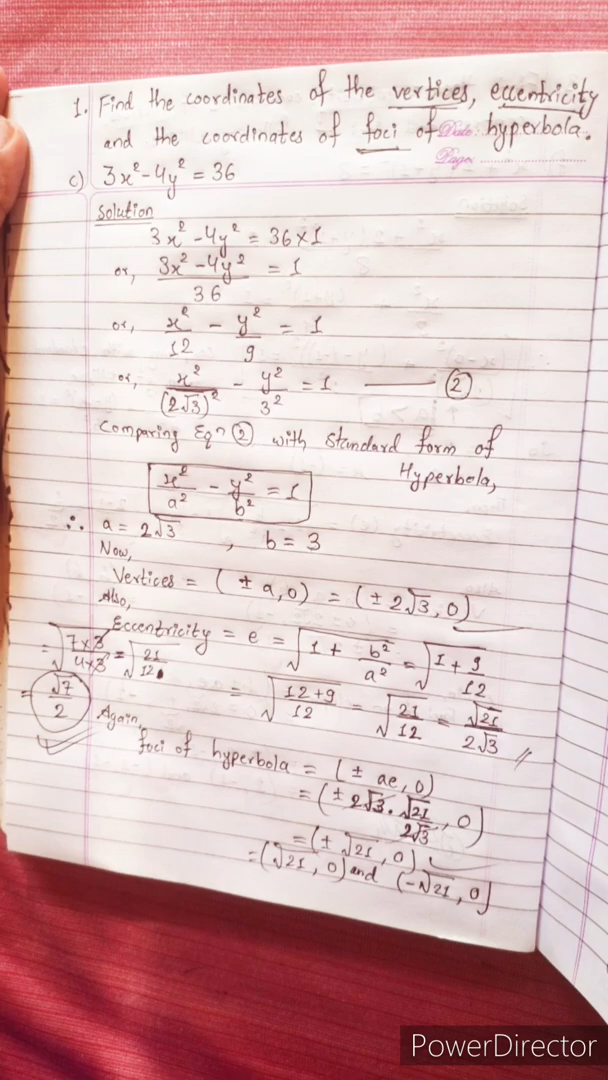 1. Find the coordinates of the vertices, eccentricity
and the coordinates of foci of hyperbola.
Date:
Page:
c) 3x² - 4y² = 36
Solution
3x² - 4y² = 36 × 1
or, (3x² - 4y²)/36 = 1
or, x²/12 - y²/9 = 1
or, x²/(2√3)² - y²/3² = 1 —— ②
Comparing Eqn ② with standard form of
Hyperbola,
x²/a² - y²/b² = 1
∴ a = 2√3 , b = 3
Now,
Vertices = (± a, 0) = (± 2√3, 0)
Also,
Eccentricity = e = √(1 + b²/a²) = √(1 + 9/12)
= √((12+9)/12) = √(21/12) = √21/2√3 //
= √(7×3/4×3) = √(21/12)
= √7/2
Again,
foci of hyperbola = (± ae, 0)
= (± 2√3 . √21/2√3, 0)
= (± √21, 0)
= (√21, 0) and (-√21, 0)
PowerDirector